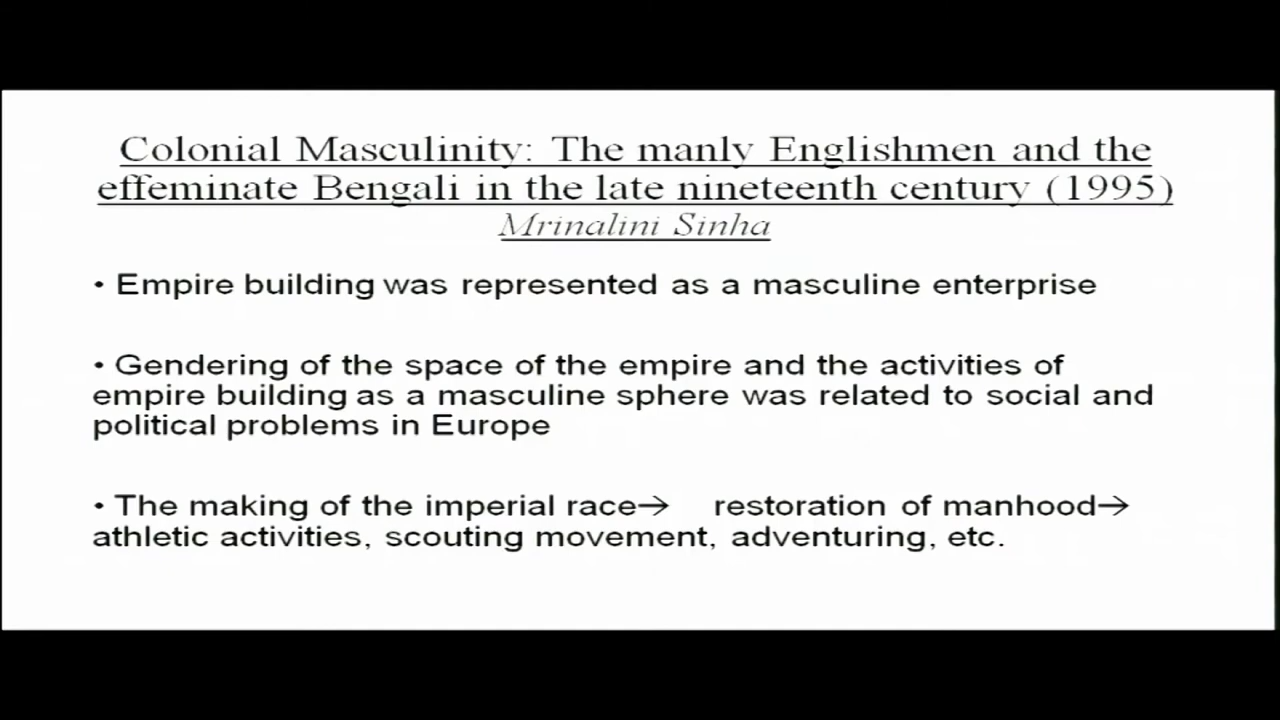 Colonial Masculinity: The manly Englishmen and the
effeminate Bengali in the late nineteenth century (1995)
Mrinalini Sinha
• Empire building was represented as a masculine enterprise
• Gendering of the space of the empire and the activities of
empire building as a masculine sphere was related to social and
political problems in Europe
• The making of the imperial race→ restoration of manhood→
athletic activities, scouting movement, adventuring, etc.